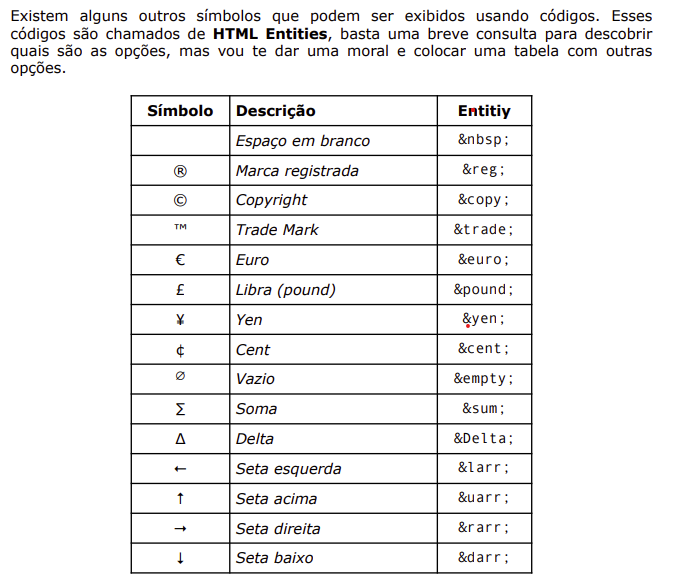 Existem alguns outros símbolos que podem ser exibidos usando códigos. Esses
códigos são chamados de HTML Entities, basta uma breve consulta para descobrir
quais são as opções, mas vou te dar uma moral e colocar uma tabela com outras
opções.
Símbolo Descrição Entitiy
Espaço em branco &nbsp;
® Marca registrada &reg;
© Copyright &copy;
™ Trade Mark &trade;
€ Euro &euro;
£ Libra (pound) &pound;
¥ Yen &yen;
¢ Cent &cent;
∅ Vazio &empty;
∑ Soma &sum;
Δ Delta &Delta;
← Seta esquerda &larr;
↑ Seta acima &uarr;
→ Seta direita &rarr;
↓ Seta baixo &darr;